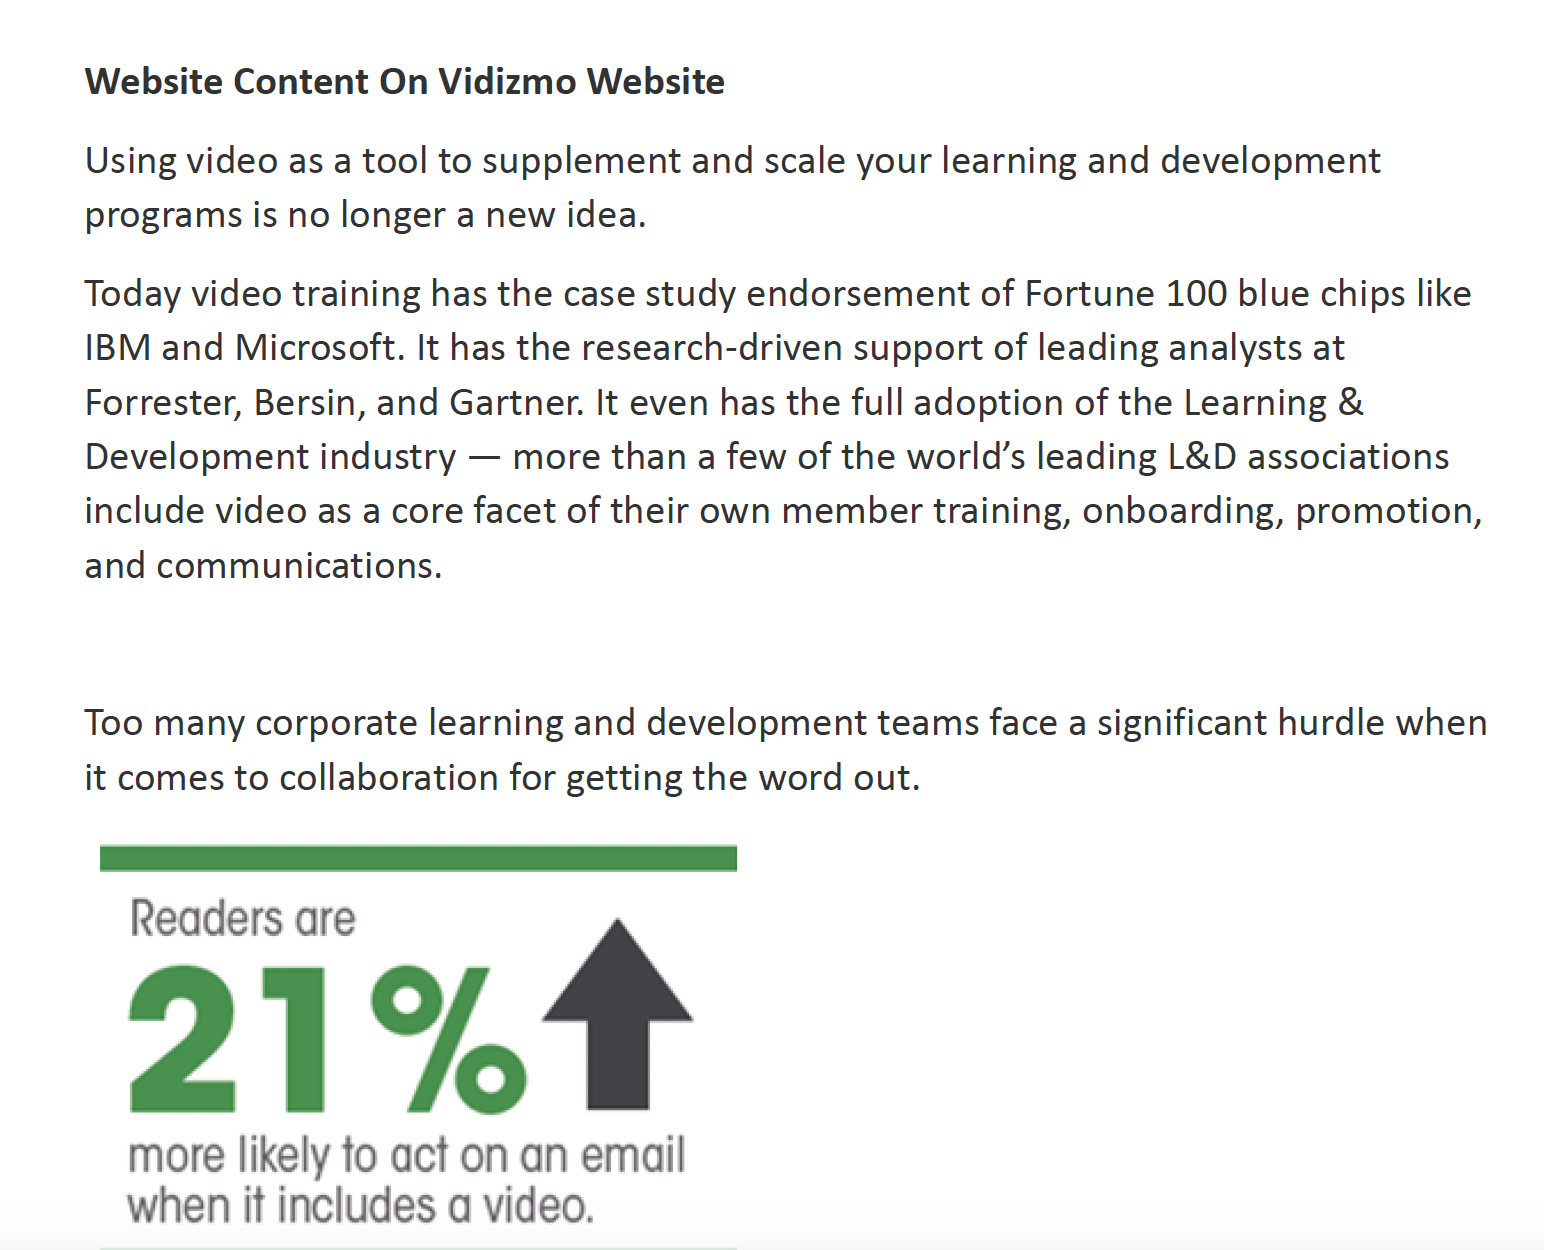 Website Content On Vidizmo Website
Using video as a tool to supplement and scale your learning and development
programs is no longer a new idea.
Today video training has the case study endorsement of Fortune 100 blue chips like
IBM and Microsoft. It has the research-driven support of leading analysts at
Forrester, Bersin, and Gartner. It even has the full adoption of the Learning &
Development industry — more than a few of the world’s leading L&D associations
include video as a core facet of their own member training, onboarding, promotion,
and communications.
Too many corporate learning and development teams face a significant hurdle when
it comes to collaboration for getting the word out.
Readers are
21%
more likely to act on an email
when it includes a video.